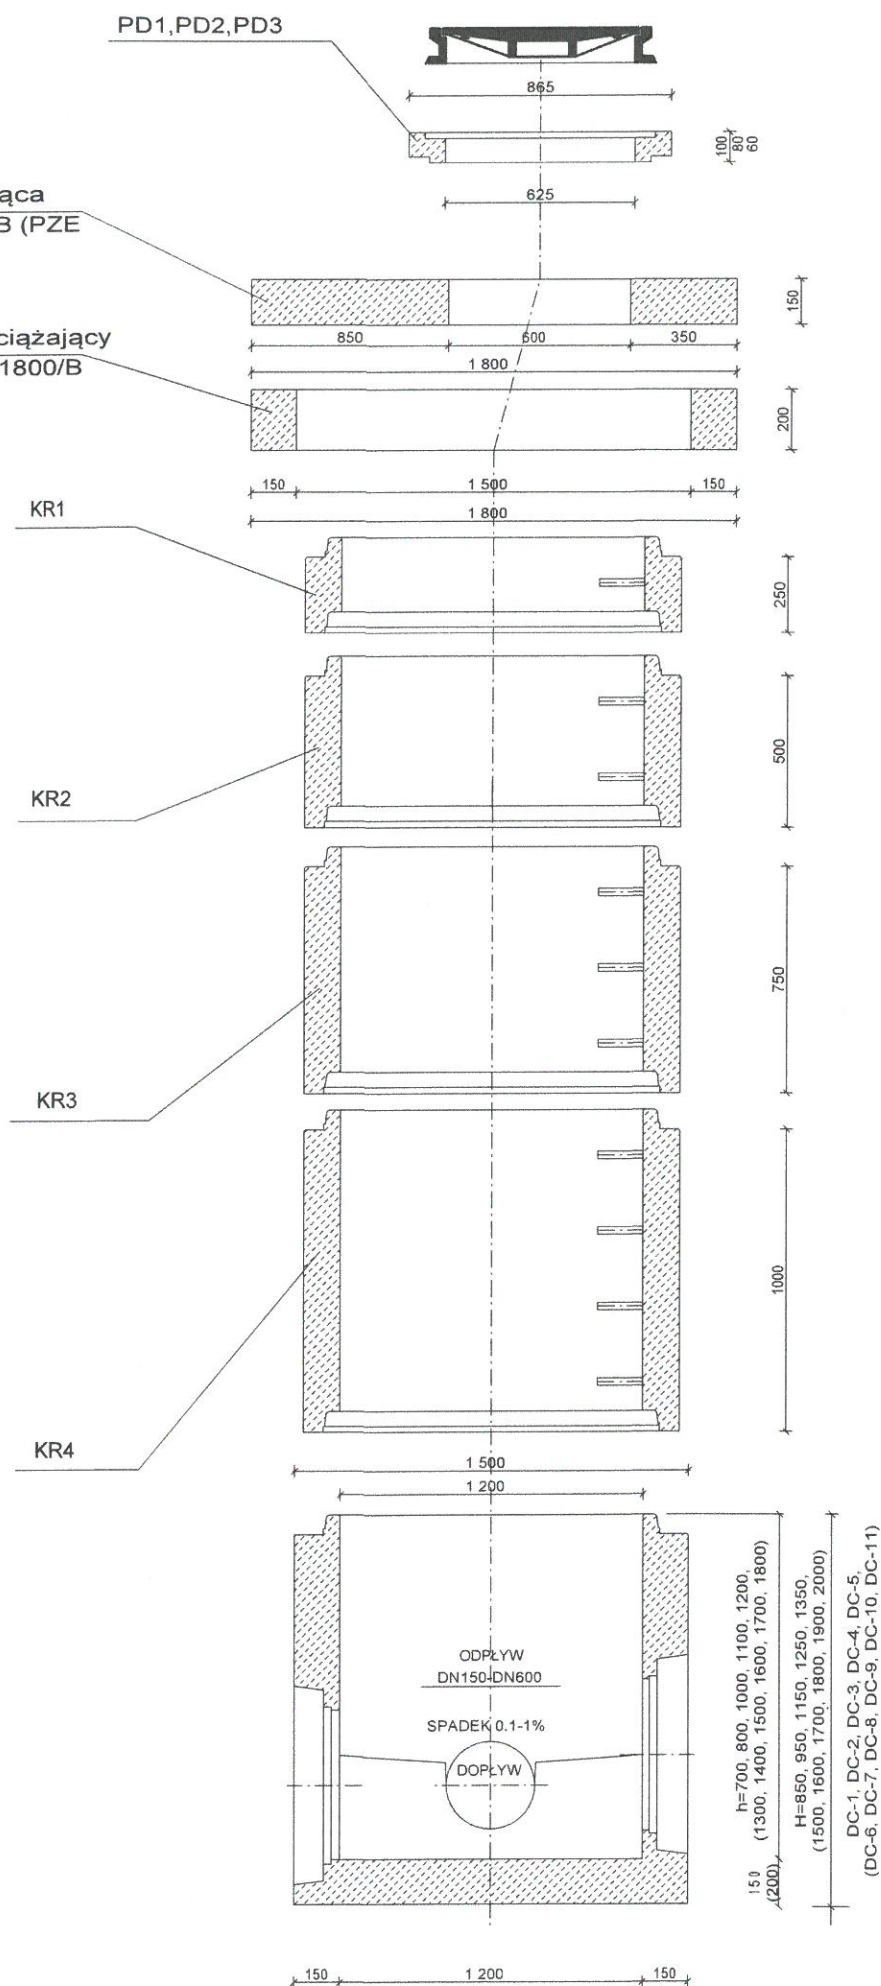 PD1,PD2,PD3
865
100
80
60
625
ąca
B (PZE
150
850 600 350
1 800
ciążający
1800/B
200
150 1 500 150
1 800
KR1
250
KR2
500
KR3
750
KR4
1000
1 500
1 200
ODPŁYW
DN150-DN600
SPADEK 0.1-1%
DOPŁYW
h=700, 800, 1000, 1100, 1200,
(1300, 1400, 1500, 1600, 1700, 1800)
150
(200)
H=850, 950, 1150, 1250, 1350,
(1500, 1600, 1700, 1800, 1900, 2000)
DC-1, DC-2, DC-3, DC-4, DC-5,
(DC-6, DC-7, DC-8, DC-9, DC-10, DC-11)
150 1 200 150